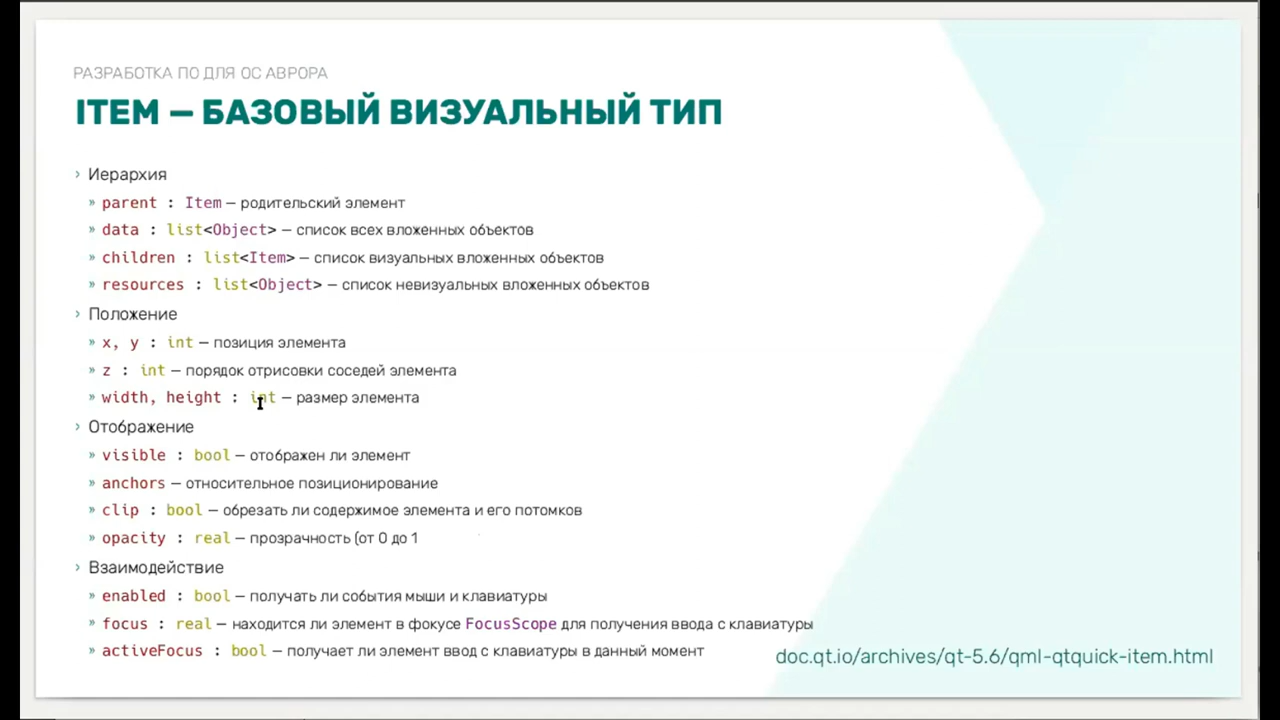 РАЗРАБОТКА ПО ДЛЯ ОС АВРОРА
ITEM – БАЗОВЫЙ ВИЗУАЛЬНЫЙ ТИП
› Иерархия
» parent : Item – родительский элемент
» data : list<Object> – список всех вложенных объектов
» children : list<Item> – список визуальных вложенных объектов
» resources : list<Object> – список невизуальных вложенных объектов
› Положение
» x, y : int – позиция элемента
» z : int – порядок отрисовки соседей элемента
» width, height : int – размер элемента
› Отображение
» visible : bool – отображен ли элемент
» anchors – относительное позиционирование
» clip : bool – обрезать ли содержимое элемента и его потомков
» opacity : real – прозрачность (от 0 до 1
› Взаимодействие
» enabled : bool – получать ли события мыши и клавиатуры
» focus : real – находится ли элемент в фокусе FocusScope для получения ввода с клавиатуры
» activeFocus : bool – получает ли элемент ввод с клавиатуры в данный момент
doc.qt.io/archives/qt-5.6/qml-qtquick-item.html